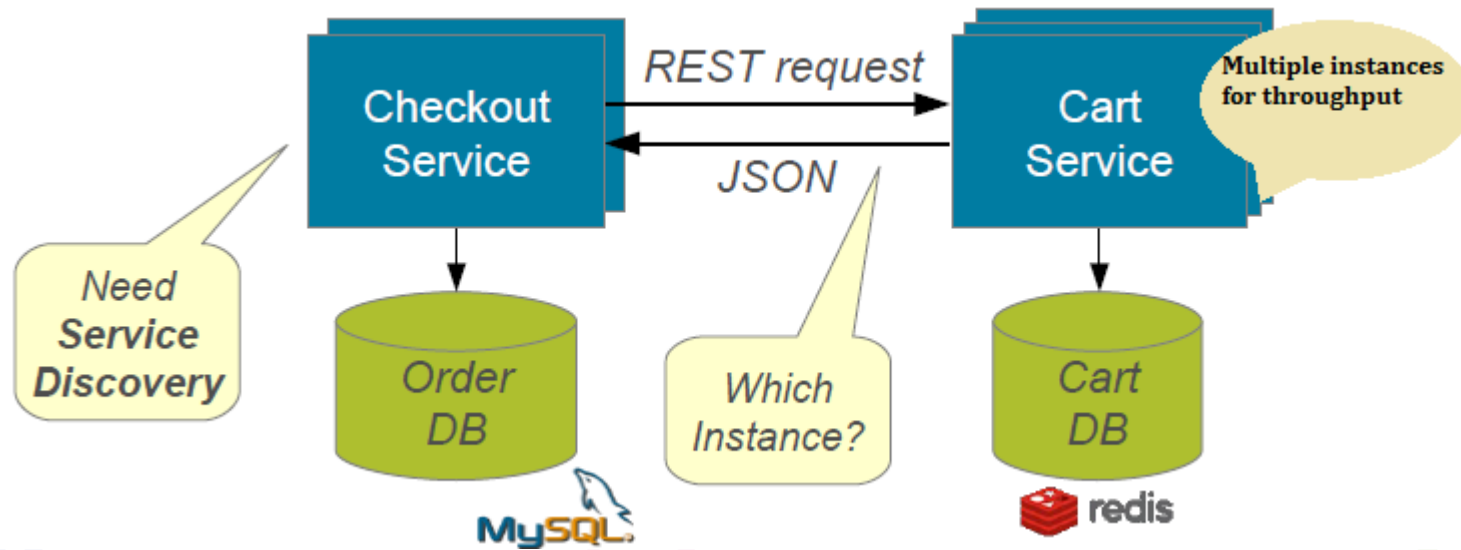 REST request
Multiple instances
for throughput
Checkout
Service
Cart
Service
JSON
Need
Service
Discovery
Order
DB
Which
Instance?
Cart
DB
MySQL.
redis